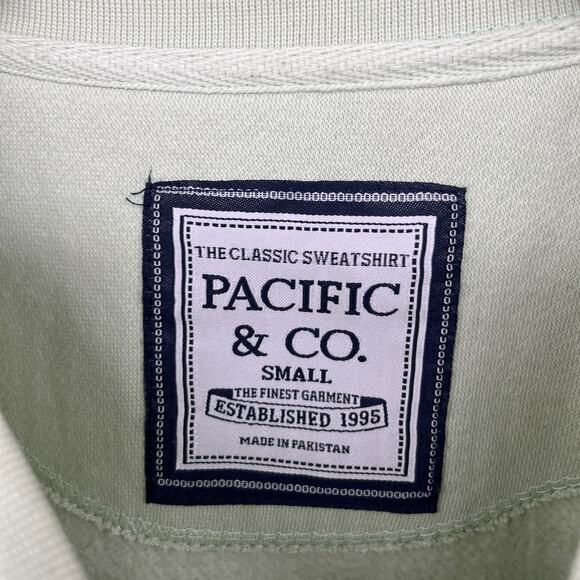 THE CLASSIC SWEATSHIRT
PACIFIC
& CO.
SMALL
THE FINEST GARMENT
ESTABLISHED 1995
MADE IN PAKISTAN